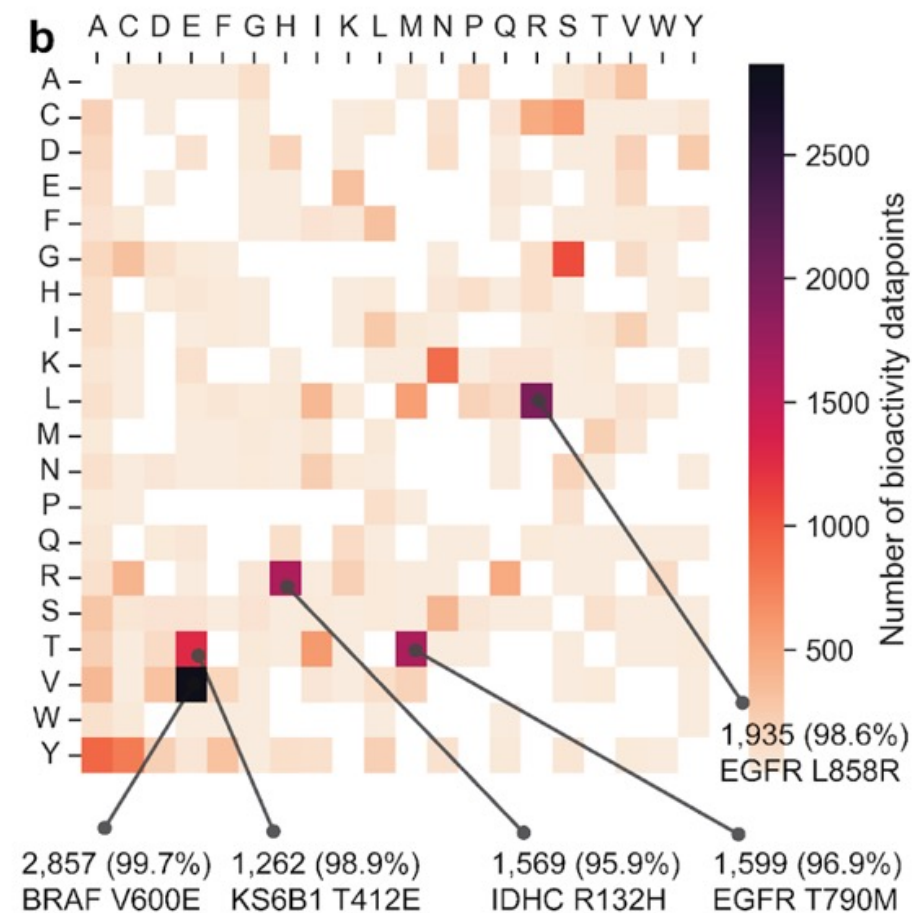 b
A C D E F G H I K L M N P Q R S T V W Y
A
C
D
E
F
G
H
I
K
L
M
N
P
Q
R
S
T
V
W
Y
2500
2000
1500
1000
500
Number of bioactivity datapoints
1,935 (98.6%)
EGFR L858R
2,857 (99.7%)
BRAF V600E
1,262 (98.9%)
KS6B1 T412E
1,569 (95.9%)
IDHC R132H
1,599 (96.9%)
EGFR T790M